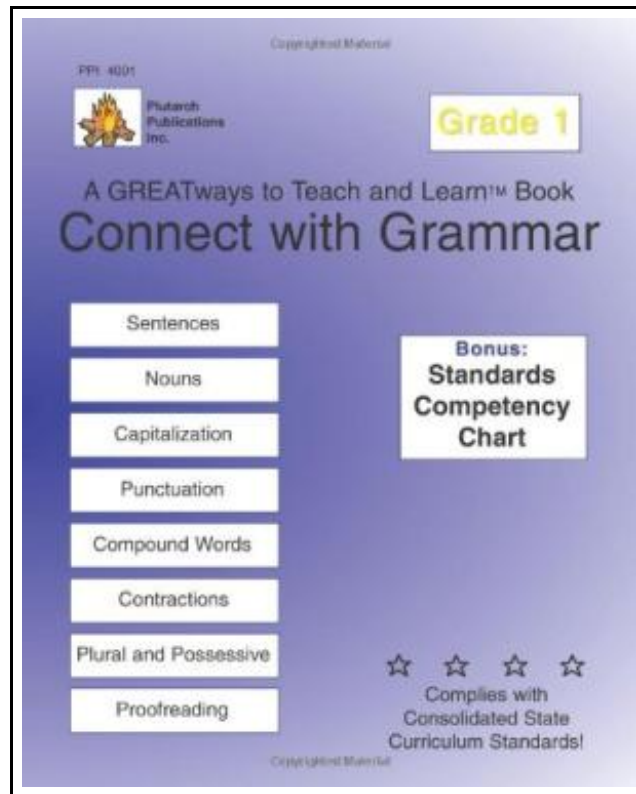 Copyrighted Material
PPI 4001
Plutarch
Publications
Inc.
Grade 1
A GREATways to Teach and Learn™ Book
Connect with Grammar
Sentences
Nouns
Capitalization
Punctuation
Compound Words
Contractions
Plural and Possessive
Proofreading
Bonus:
Standards
Competency
Chart
Complies with
Consolidated State
Curriculum Standards!
Copyrighted Material